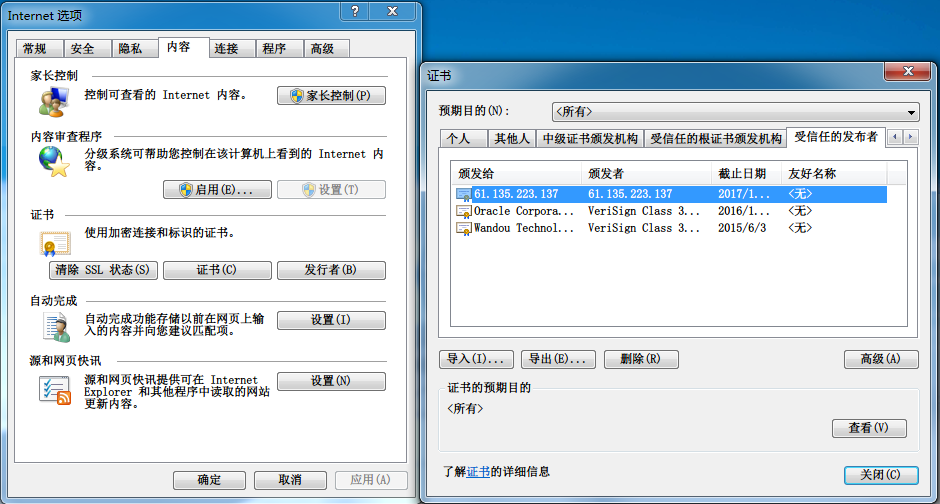 Internet 选项
常规 安全 隐私 内容 连接 程序 高级
家长控制
控制可查看的 Internet 内容。
家长控制(P)
内容审查程序
分级系统可帮助您控制在该计算机上看到的 Internet 内
容。
启用(E)... 设置(T)
证书
使用加密连接和标识的证书。
清除 SSL 状态(S) 证书(C) 发行者(B)
自动完成
自动完成功能存储以前在网页上输
入的内容并向您建议匹配项。
设置(I)
源和网页快讯
源和网页快讯提供可在 Internet
Explorer 和其他程序中读取的网站
更新内容。
设置(N)
确定 取消 应用(A)
证书
预期目的(N): <所有>
个人 其他人 中级证书颁发机构 受信任的根证书颁发机构 受信任的发布者
颁发给 颁发者 截止日期 友好名称
61.135.223.137 61.135.223.137 2017/1... <无>
Oracle Corpora... VeriSign Class 3... 2016/1... <无>
Wandou Technol... VeriSign Class 3... 2015/6/3 <无>
导入(I)... 导出(E)... 删除(R) 高级(A)
证书的预期目的
<所有>
查看(V)
了解证书的详细信息
关闭(C)